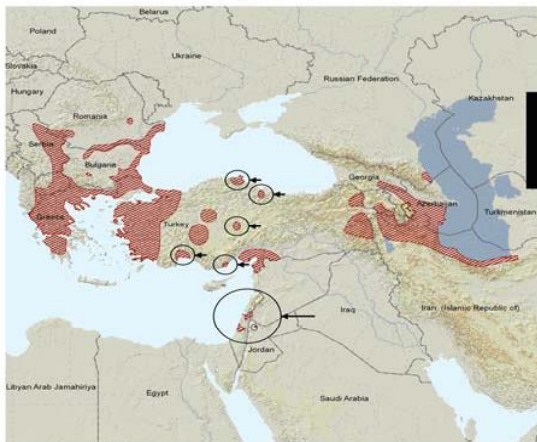 Belarus
Poland
Ukraine
Slovakia
Hungary
Russian Federation
Kazakhstan
Romania
Serbia
Bulgaria
Georgia
Azerbaijan
Turkmenistan
Greece
Turkey
Iraq
Iran (Islamic Republic of)
Jordan
Libyan Arab Jamahiriya
Egypt
Saudi Arabia